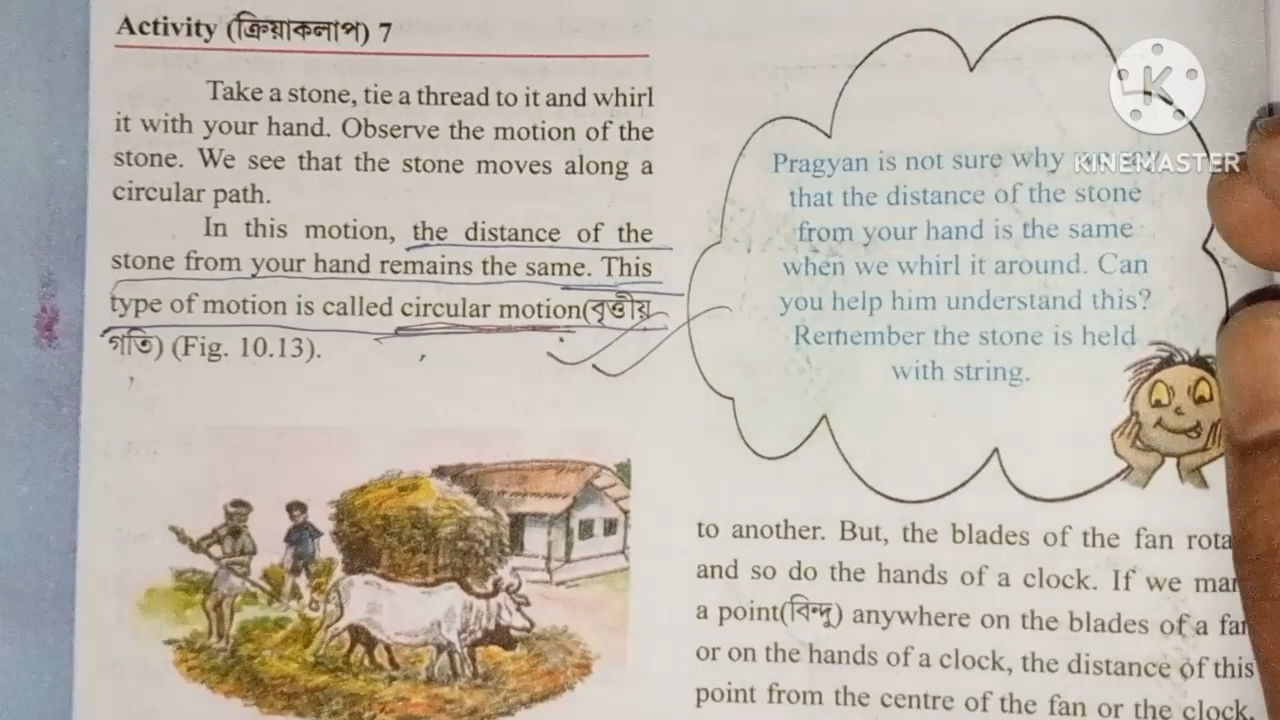 Activity (ক্রিয়াকলাপ) 7
Take a stone, tie a thread to it and whirl
it with your hand. Observe the motion of the
stone. We see that the stone moves along a
circular path.
In this motion, the distance of the
stone from your hand remains the same. This
type of motion is called circular motion(বৃত্তীয়
গতি) (Fig. 10.13).
K
KINEMASTER
Pragyan is not sure why
that the distance of the stone
from your hand is the same
when we whirl it around. Can
you help him understand this?
Remember the stone is held
with string.
to another. But, the blades of the fan rota
and so do the hands of a clock. If we mar
a point(বিন্দু) anywhere on the blades of a fan
or on the hands of a clock, the distance of this
point from the centre of the fan or the clock,